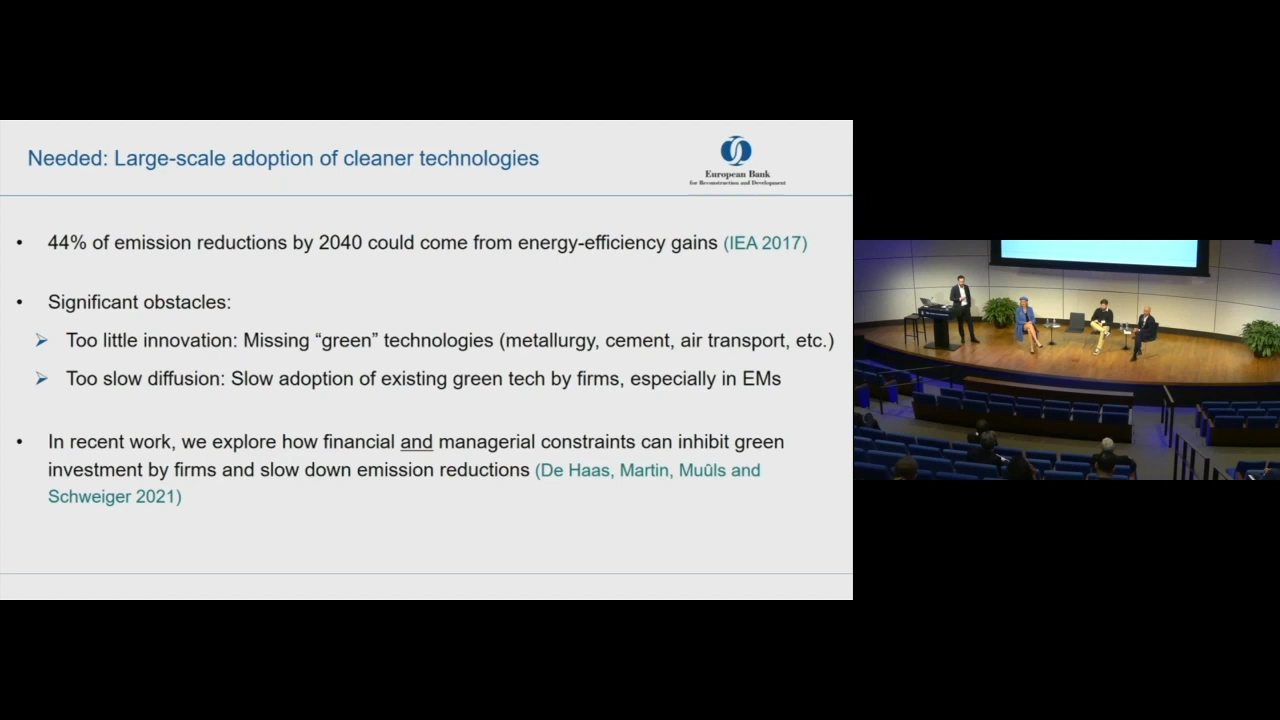 Needed: Large-scale adoption of cleaner technologies
European Bank
for Reconstruction and Development
• 44% of emission reductions by 2040 could come from energy-efficiency gains (IEA 2017)
• Significant obstacles:
➢ Too little innovation: Missing “green” technologies (metallurgy, cement, air transport, etc.)
➢ Too slow diffusion: Slow adoption of existing green tech by firms, especially in EMs
• In recent work, we explore how financial and managerial constraints can inhibit green
investment by firms and slow down emission reductions (De Haas, Martin, Muûls and
Schweiger 2021)